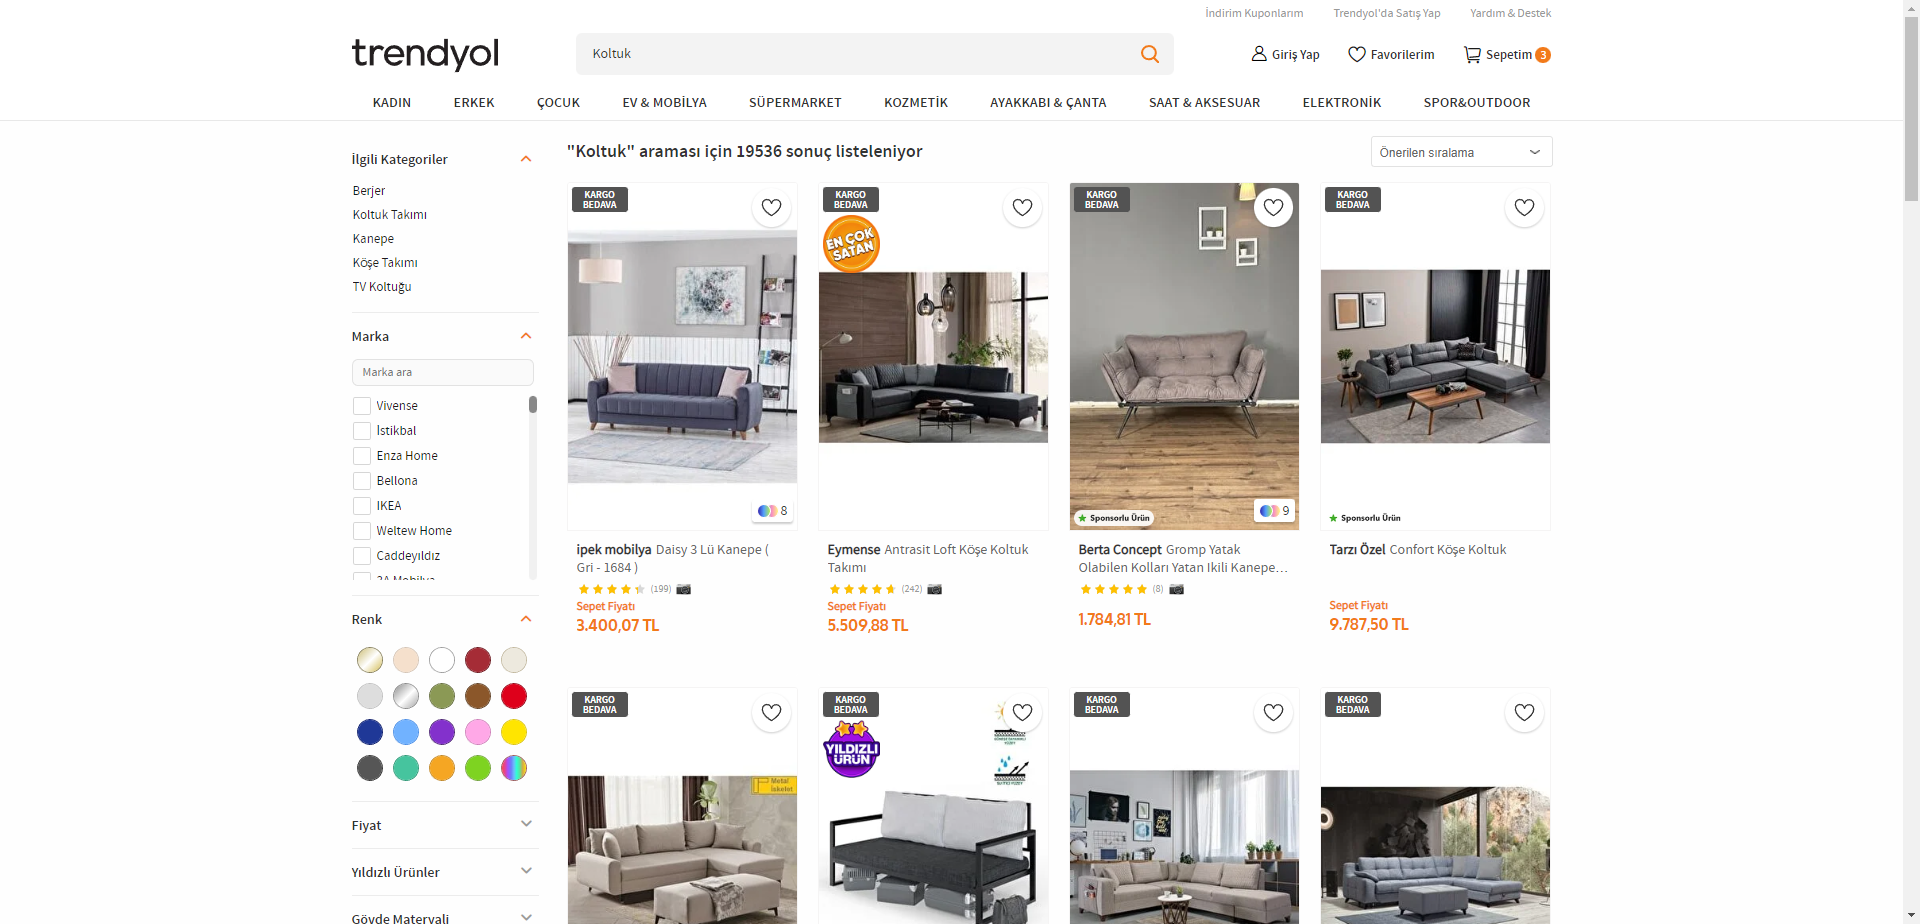 İndirim Kuponlarım
Trendyol'da Satış Yap
Yardım & Destek
trendyol
Koltuk
Giriş Yap
Favorilerim
Sepetim 3
KADIN
ERKEK
ÇOCUK
EV & MOBİLYA
SÜPERMARKET
KOZMETİK
AYAKKABI & ÇANTA
SAAT & AKSESUAR
ELEKTRONİK
SPOR&OUTDOOR
İlgili Kategoriler
Berjer
Koltuk Takımı
Kanepe
Köşe Takımı
TV Koltuğu
Marka
Marka ara
Vivense
İstikbal
Enza Home
Bellona
IKEA
Weltew Home
Caddeyıldız
3A Mobilya
Renk
Fiyat
Yıldızlı Ürünler
Gövde Materyali
"Koltuk" araması için 19536 sonuç listeleniyor
Önerilen sıralama
KARGO
BEDAVA
8
ipek mobilya Daisy 3 Lü Kanepe (
Gri - 1684 )
(199)
Sepet Fiyatı
3.400,07 TL
KARGO
BEDAVA
EN ÇOK
SATAN
Eymense Antrasit Loft Köşe Koltuk
Takımı
(242)
Sepet Fiyatı
5.509,88 TL
KARGO
BEDAVA
Sponsorlu Ürün
9
Berta Concept Gromp Yatak
Olabilen Kolları Yatan Ikili Kanepe…
(8)
1.784,81 TL
KARGO
BEDAVA
Sponsorlu Ürün
Tarzı Özel Confort Köşe Koltuk
Sepet Fiyatı
9.787,50 TL
KARGO
BEDAVA
Metal
İskelet
KARGO
BEDAVA
YILDIZLI
ÜRÜN
KARGO
BEDAVA
KARGO
BEDAVA